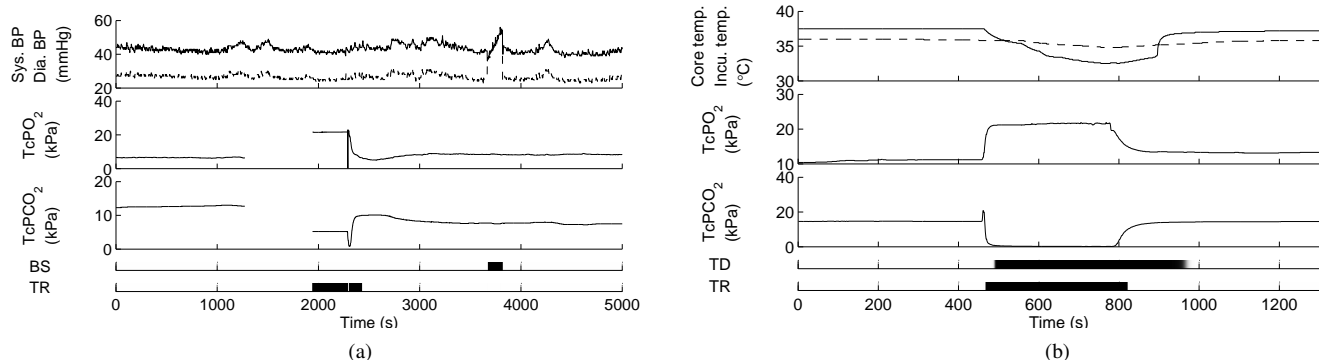 Sys. BP
Dia. BP
(mmHg)
60
40
20
TcPO2
(kPa)
40
20
0
TcPCO2
(kPa)
20
10
0
BS
TR
0 1000 2000 3000 4000 5000
Time (s)
(a)
Core temp.
Incu. temp.
(°C)
40
35
30
TcPO2
(kPa)
30
20
10
TcPCO2
(kPa)
40
20
0
TD
TR
0 200 400 600 800 1000 1200
Time (s)
(b)